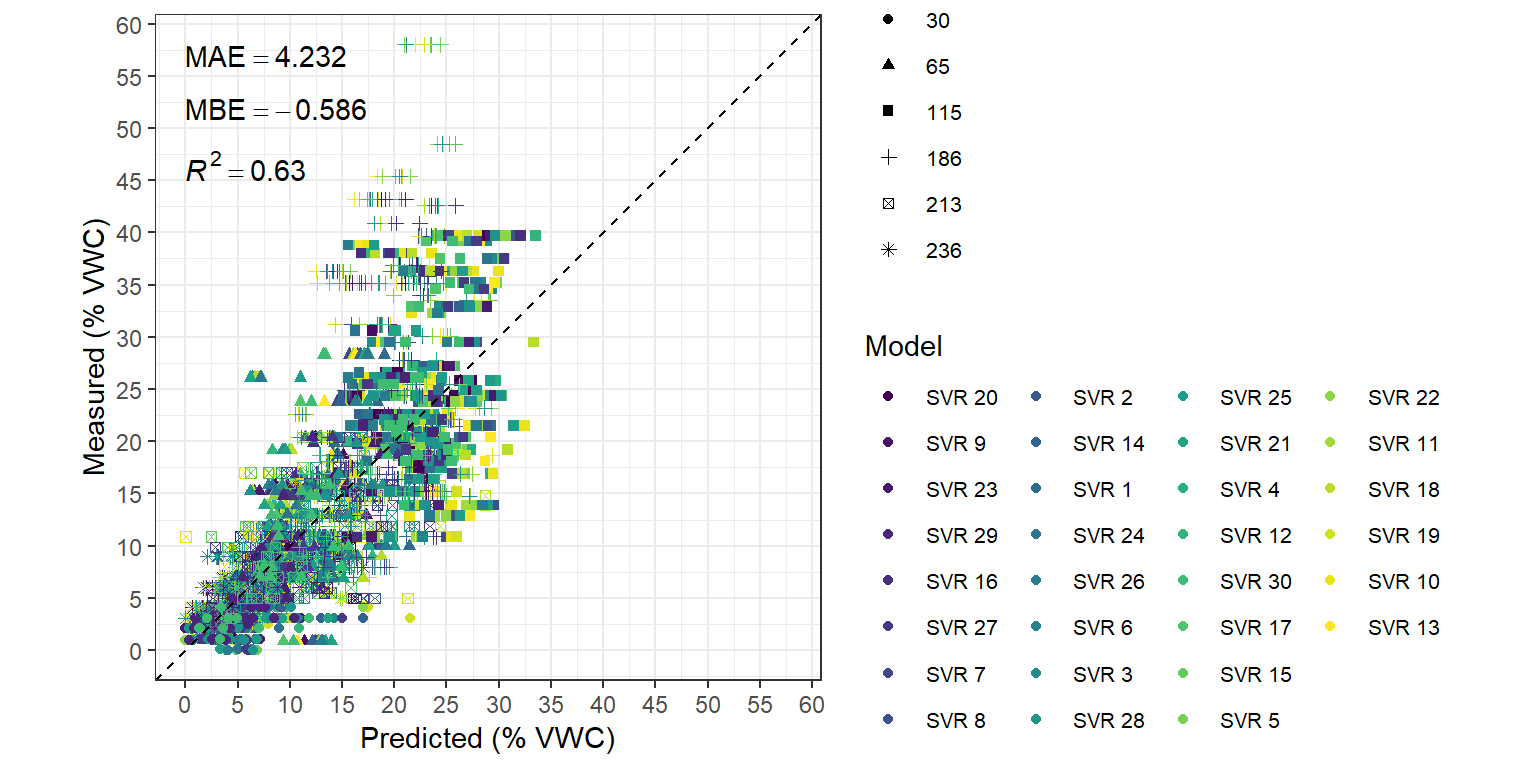 MAE = 4.232
MBE = − 0.586
R² = 0.63
Measured (% VWC)
60
55
50
45
40
35
30
25
20
15
10
5
0
0 5 10 15 20 25 30 35 40 45 50 55 60
Predicted (% VWC)
30
65
115
186
213
236
Model
SVR 20 SVR 2 SVR 25 SVR 22
SVR 9 SVR 14 SVR 21 SVR 11
SVR 23 SVR 1 SVR 4 SVR 18
SVR 29 SVR 24 SVR 12 SVR 19
SVR 16 SVR 26 SVR 30 SVR 10
SVR 27 SVR 6 SVR 17 SVR 13
SVR 7 SVR 3 SVR 15
SVR 8 SVR 28 SVR 5